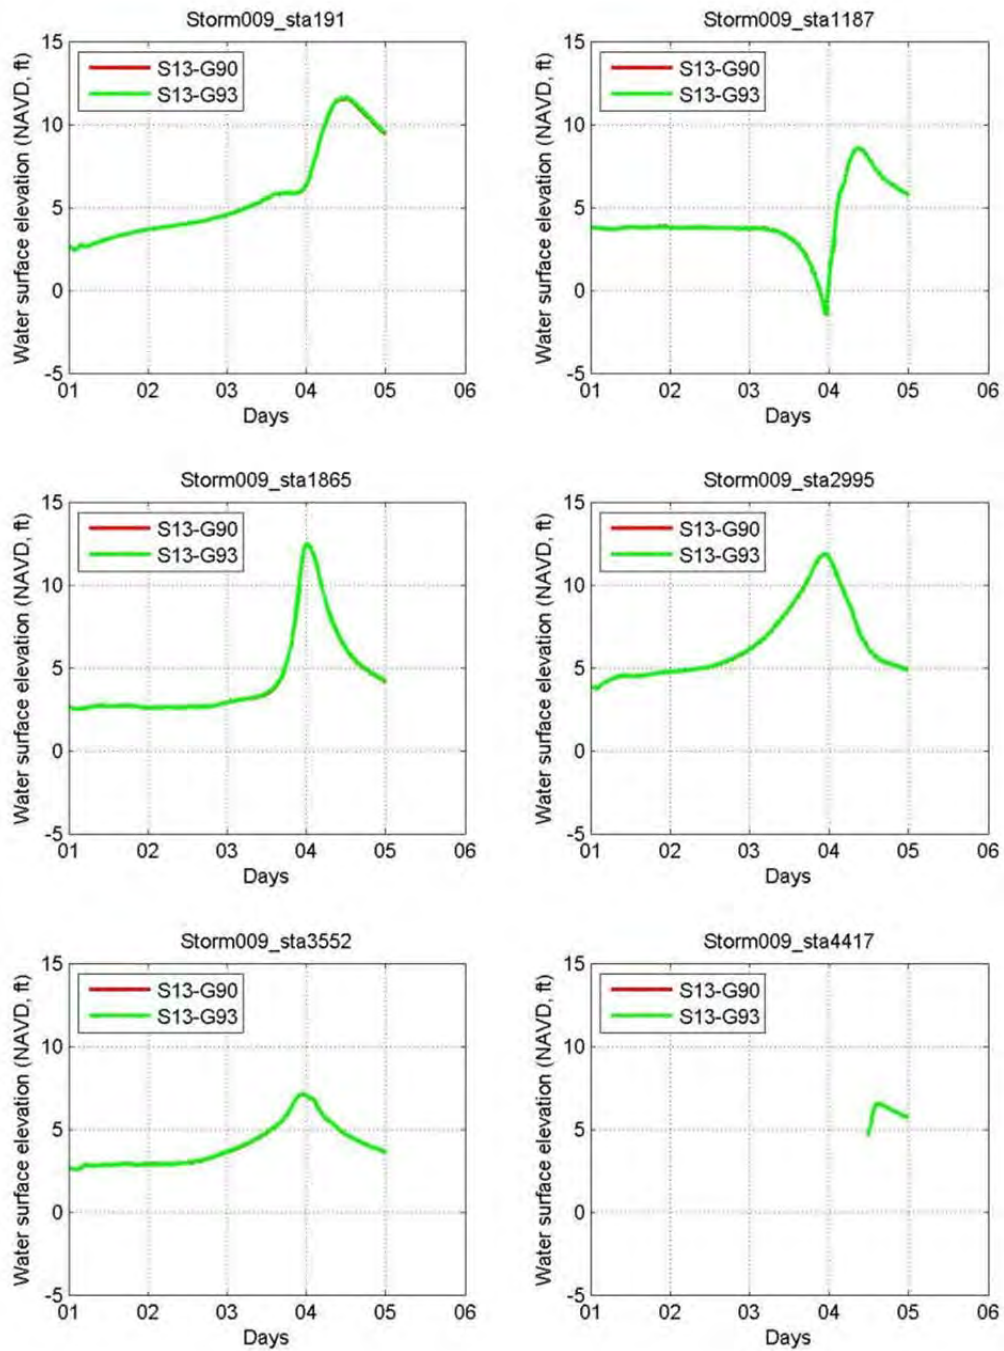 Storm009_sta191
15
S13-G90
S13-G93
10
5
0
-5
01 02 03 04 05 06
Days
Water surface elevation (NAVD, ft)
Storm009_sta1187
15
S13-G90
S13-G93
10
5
0
-5
01 02 03 04 05 06
Days
Water surface elevation (NAVD, ft)
Storm009_sta1865
15
S13-G90
S13-G93
10
5
0
-5
01 02 03 04 05 06
Days
Water surface elevation (NAVD, ft)
Storm009_sta2995
15
S13-G90
S13-G93
10
5
0
-5
01 02 03 04 05 06
Days
Water surface elevation (NAVD, ft)
Storm009_sta3552
15
S13-G90
S13-G93
10
5
0
-5
01 02 03 04 05 06
Days
Water surface elevation (NAVD, ft)
Storm009_sta4417
15
S13-G90
S13-G93
10
5
0
-5
01 02 03 04 05 06
Days
Water surface elevation (NAVD, ft)